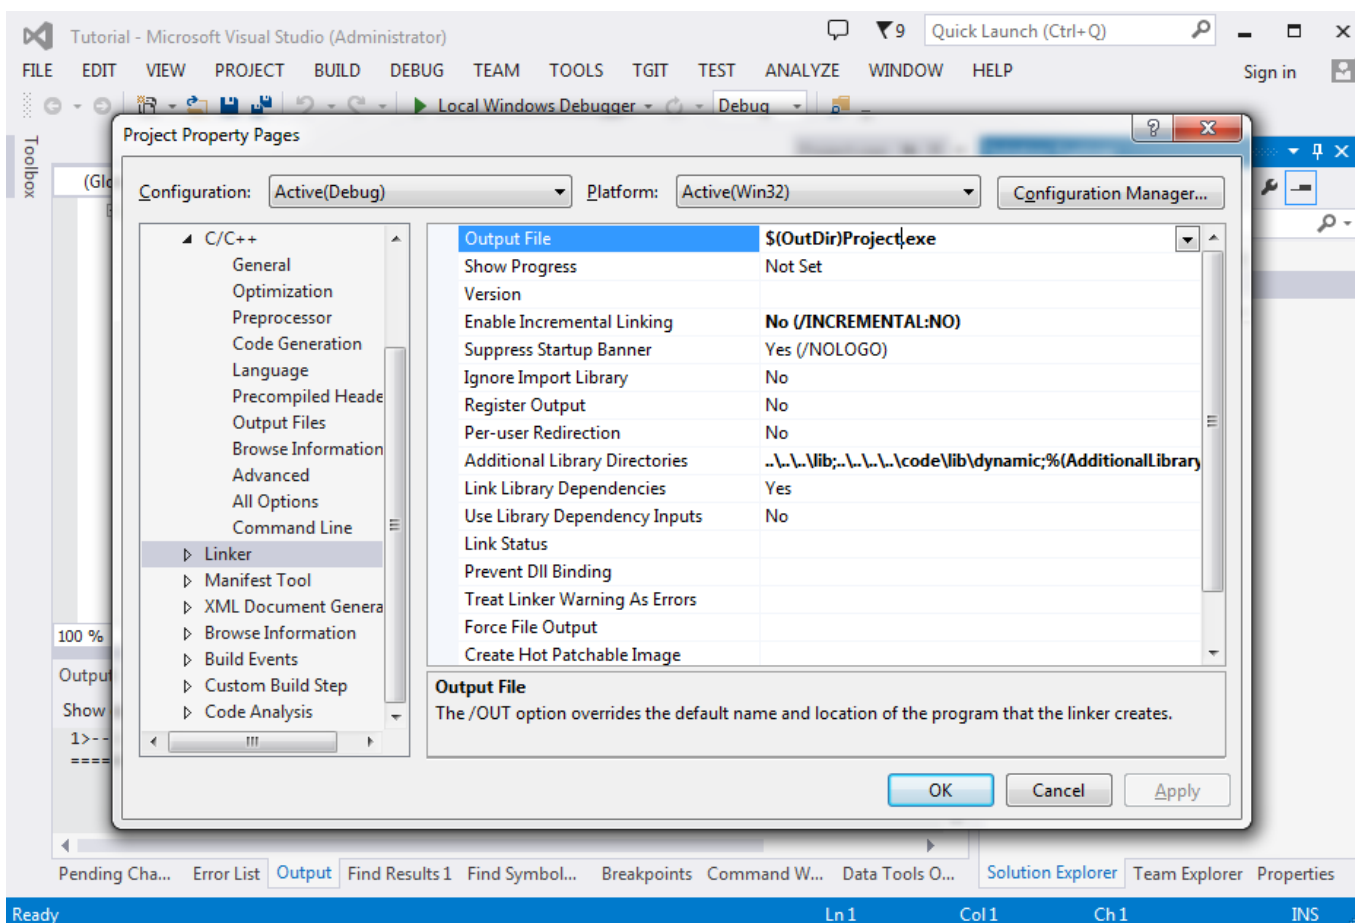 Tutorial - Microsoft Visual Studio (Administrator)
9
Quick Launch (Ctrl+Q)
FILE EDIT VIEW PROJECT BUILD DEBUG TEAM TOOLS TGIT TEST ANALYZE WINDOW HELP
Sign in
Local Windows Debugger
Debug
Toolbox
Project Property Pages
?
Configuration:
Active(Debug)
Platform:
Active(Win32)
Configuration Manager...
C/C++
General
Optimization
Preprocessor
Code Generation
Language
Precompiled Heade
Output Files
Browse Information
Advanced
All Options
Command Line
Linker
Manifest Tool
XML Document Genera
Browse Information
Build Events
Custom Build Step
Code Analysis
Output File $(OutDir)Project.exe
Show Progress Not Set
Version
Enable Incremental Linking No (/INCREMENTAL:NO)
Suppress Startup Banner Yes (/NOLOGO)
Ignore Import Library No
Register Output No
Per-user Redirection No
Additional Library Directories ..\..\..\lib;..\..\..\..\code\lib\dynamic;%(AdditionalLibrary
Link Library Dependencies Yes
Use Library Dependency Inputs No
Link Status
Prevent Dll Binding
Treat Linker Warning As Errors
Force File Output
Create Hot Patchable Image
Output File
The /OUT option overrides the default name and location of the program that the linker creates.
OK
Cancel
Apply
(Glo
100 %
Output
Show
1>--
====
Pending Cha... Error List Output Find Results 1 Find Symbol... Breakpoints Command W... Data Tools O...
Solution Explorer Team Explorer Properties
Ready
Ln 1 Col 1 Ch 1 INS